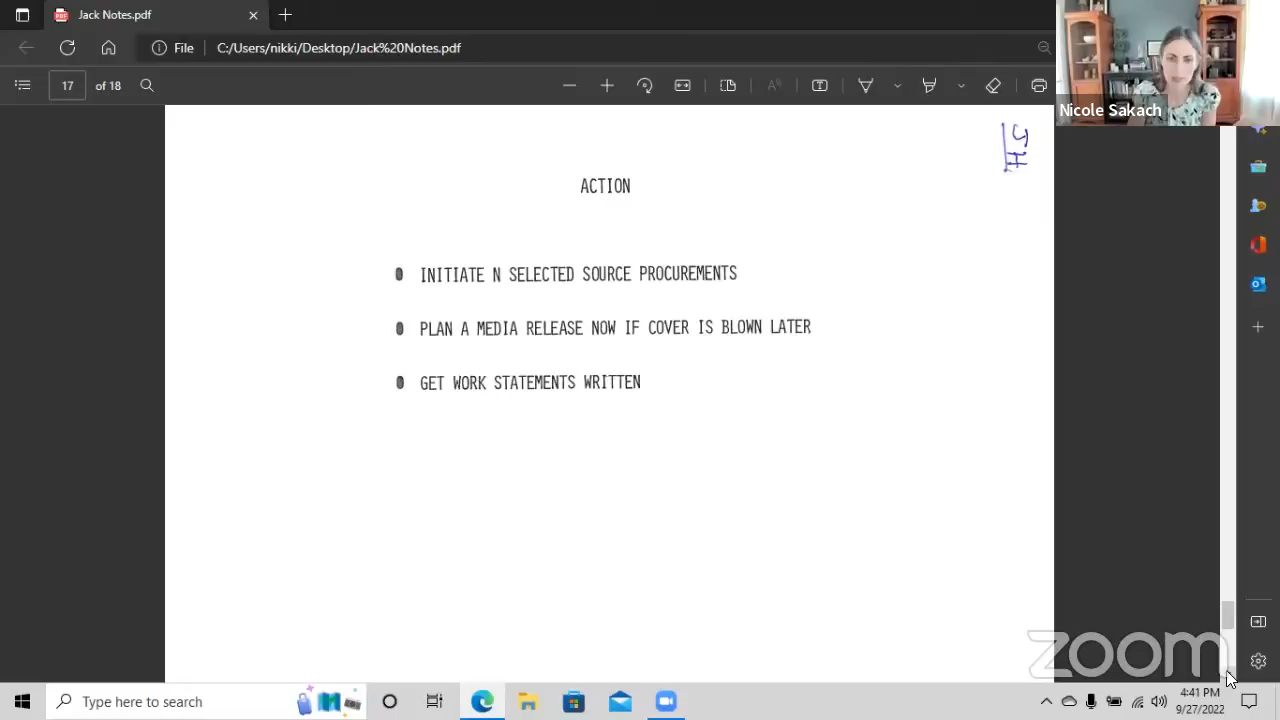 Jack Notes.pdf
File
C:/Users/nikki/Desktop/Jack%20Notes.pdf
17 of 18
Nicole Sakach
ACTION
INITIATE N SELECTED SOURCE PROCUREMENTS
PLAN A MEDIA RELEASE NOW IF COVER IS BLOWN LATER
GET WORK STATEMENTS WRITTEN
zoom
Type here to search
4:41 PM
9/27/2022